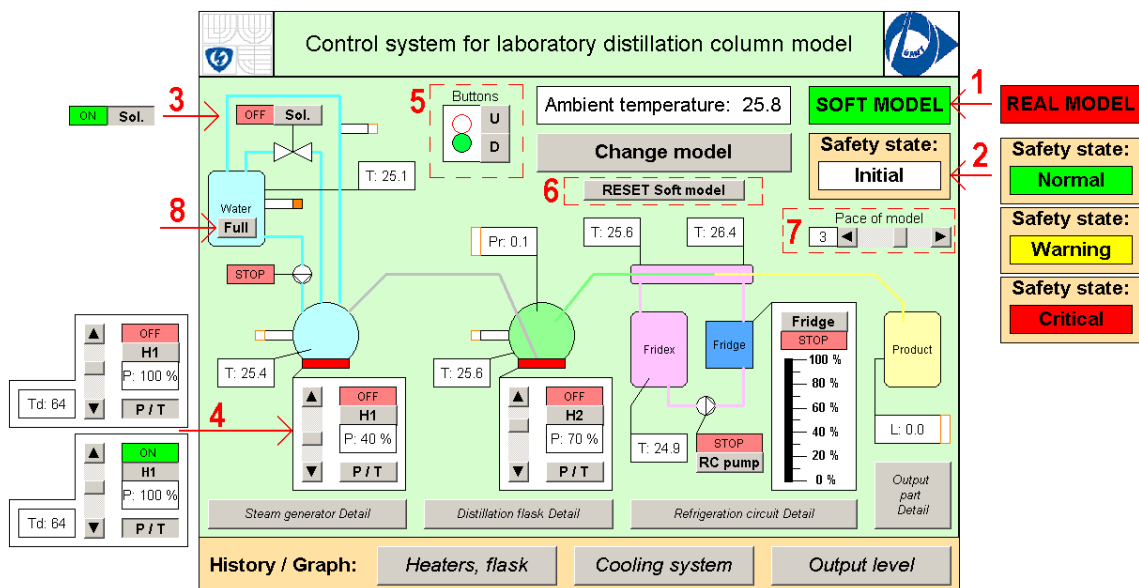 Control system for laboratory distillation column model
1
2
3
4
5
6
7
8
ON Sol.
OFF Sol.
Buttons
U
D
Ambient temperature: 25.8
SOFT MODEL
REAL MODEL
Change model
RESET Soft model
Safety state:
Initial
Safety state:
Normal
Safety state:
Warning
Safety state:
Critical
Pace of model
3
T: 25.1
Water
Full
STOP
Pr: 0.1
T: 25.6
T: 26.4
T: 25.4
T: 25.6
Fridex
Fridge
Fridge
STOP
100 %
80 %
60 %
40 %
20 %
0 %
Product
L: 0.0
T: 24.9
STOP
RC pump
OFF
H1
P: 100 %
Td: 64
P / T
ON
H1
P: 100 %
Td: 64
P / T
OFF
H1
P: 40 %
P / T
OFF
H2
P: 70 %
P / T
Steam generator Detail
Distillation flask Detail
Refrigeration circuit Detail
Output
part
Detail
History / Graph:
Heaters, flask
Cooling system
Output level